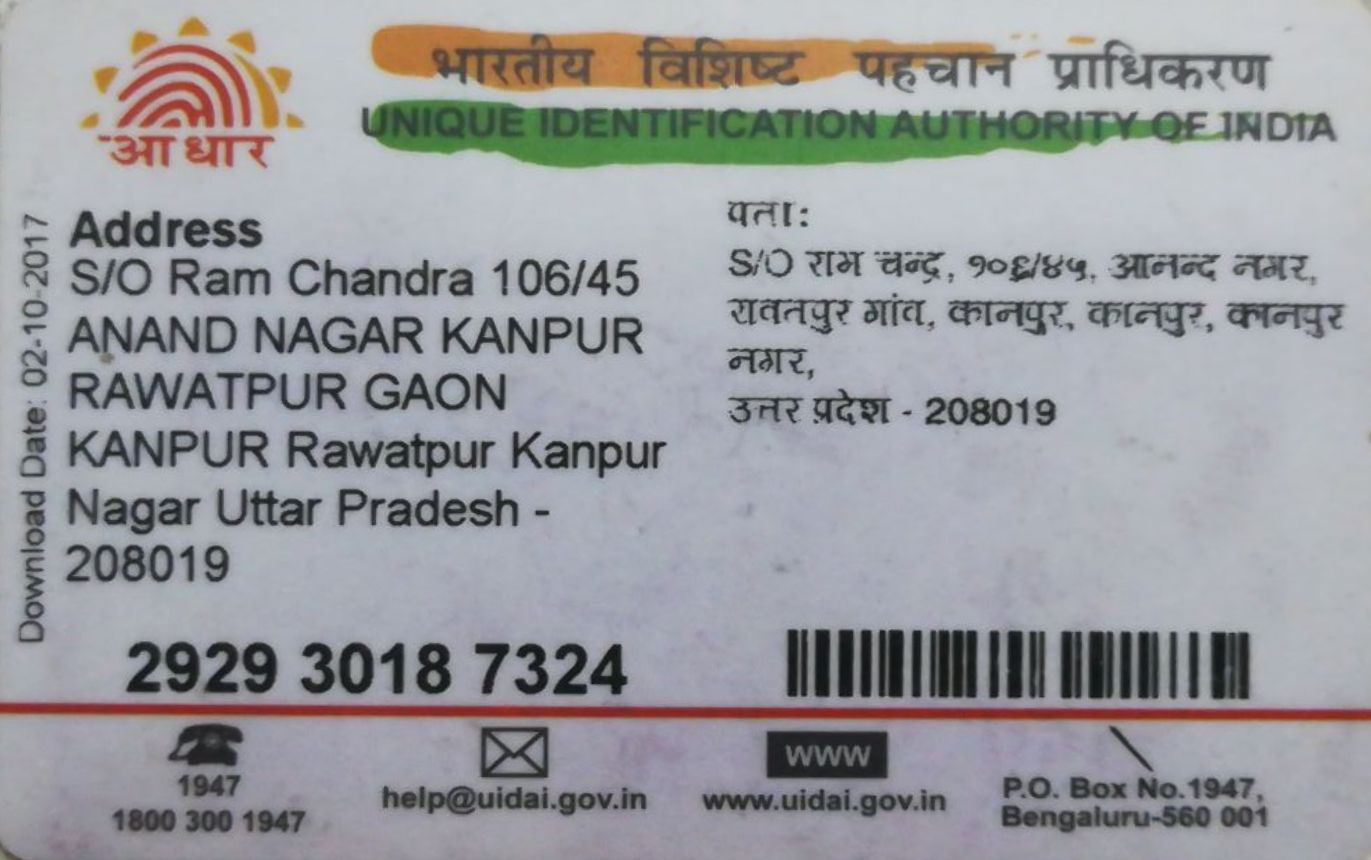 भारतीय विशिष्ट पहचान प्राधिकरण
UNIQUE IDENTIFICATION AUTHORITY OF INDIA
आधार
Download Date: 02-10-2017
Address
S/O Ram Chandra 106/45
ANAND NAGAR KANPUR
RAWATPUR GAON
KANPUR Rawatpur Kanpur
Nagar Uttar Pradesh -
208019
पता:
S/O राम चन्द्र, १०६/४५, आनन्द नगर,
रावतपुर गांव, कानपुर, कानपुर, कानपुर
नगर,
उत्तर प्रदेश - 208019
2929 3018 7324
1947
1800 300 1947
help@uidai.gov.in
www
www.uidai.gov.in
P.O. Box No.1947,
Bengaluru-560 001